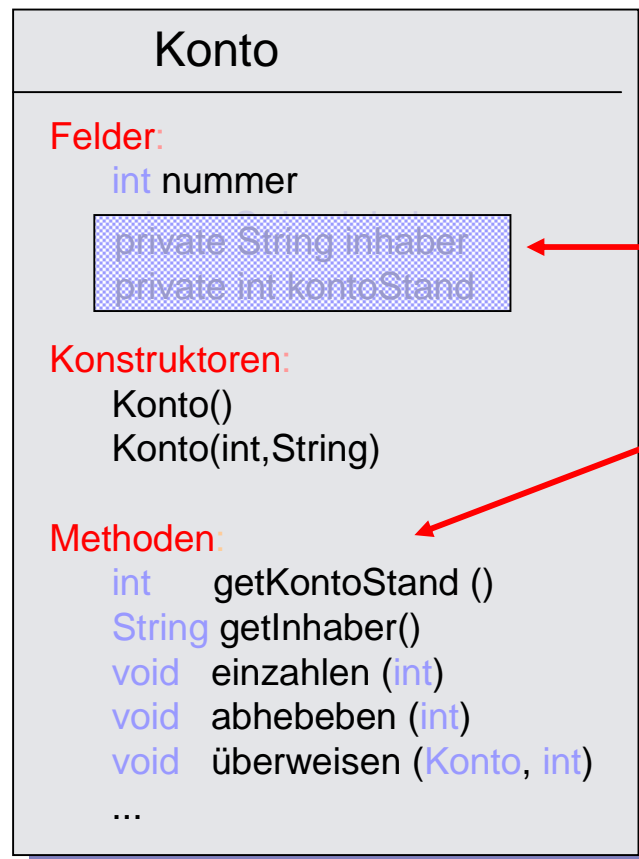 Konto
Felder:
int nummer
private String inhaber
private int kontoStand
Konstruktoren:
Konto()
Konto(int,String)
Methoden:
int getKontoStand ()
String getInhaber()
void einzahlen (int)
void abhebeben (int)
void überweisen (Konto, int)
...